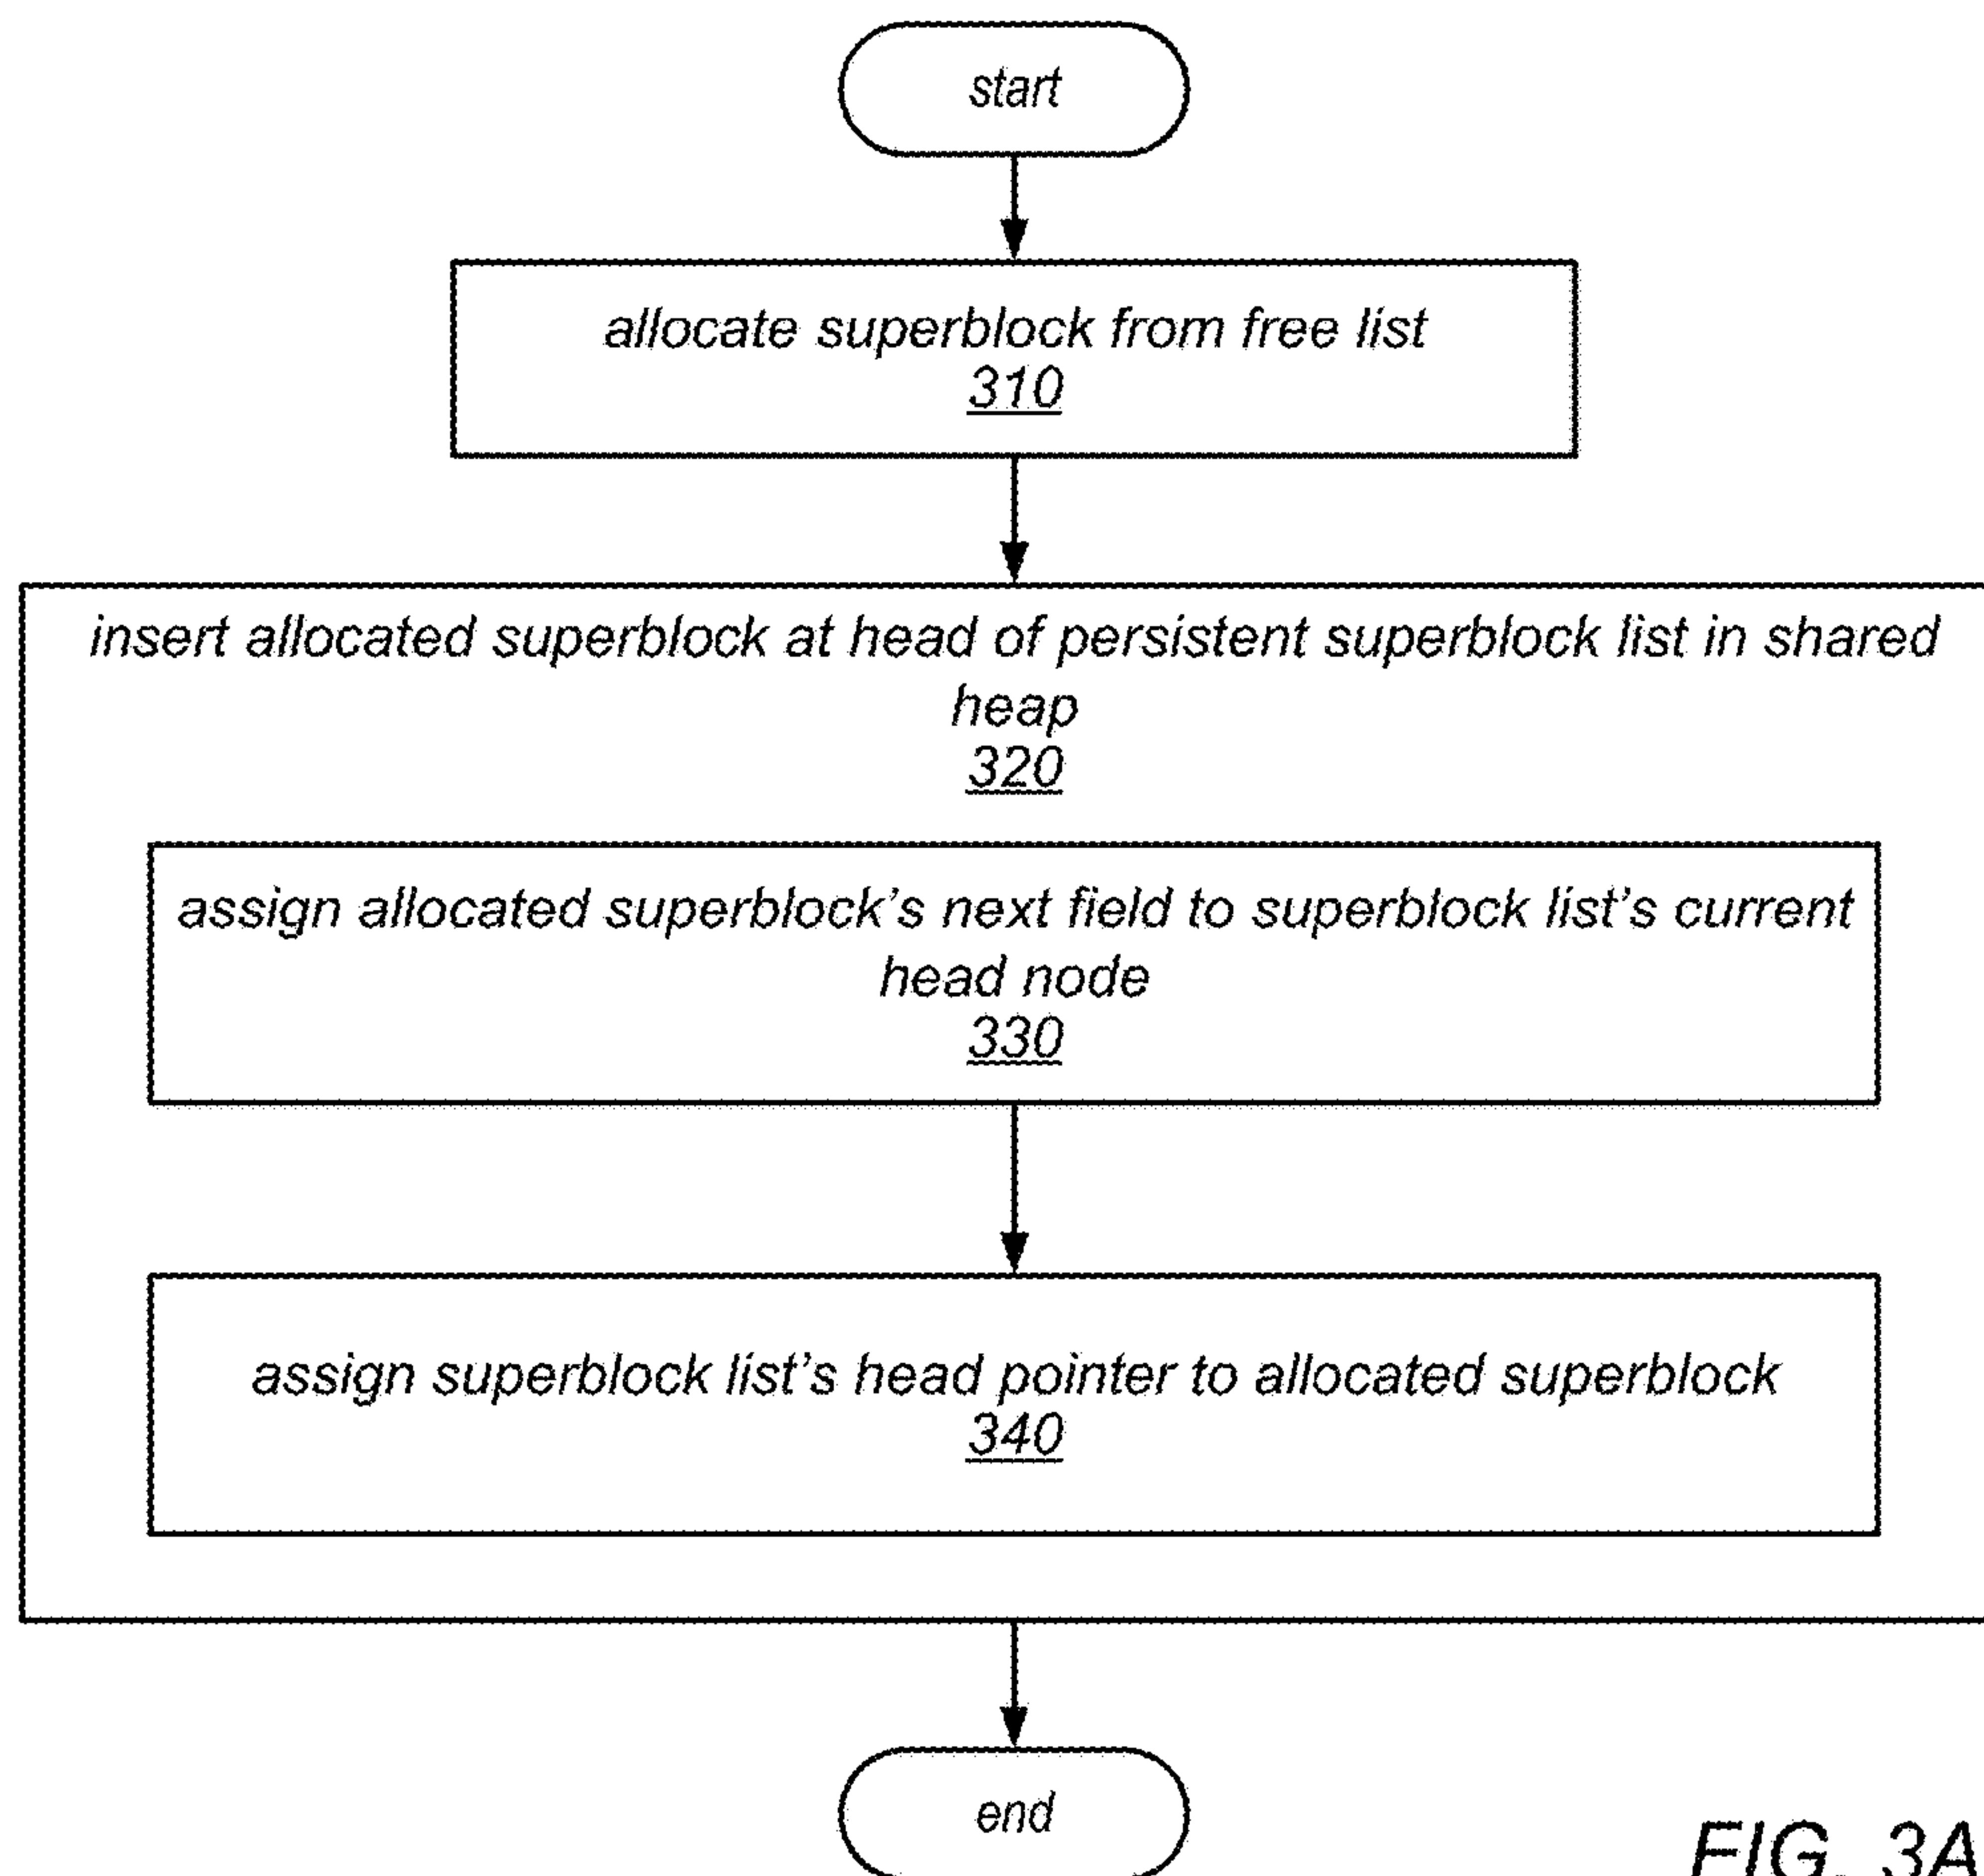 start
allocate superblock from free list
310
insert allocated superblock at head of persistent superblock list in shared
heap
320
assign allocated superblock's next field to superblock list's current
head node
330
assign superblock list's head pointer to allocated superblock
340
end
FIG. 3A